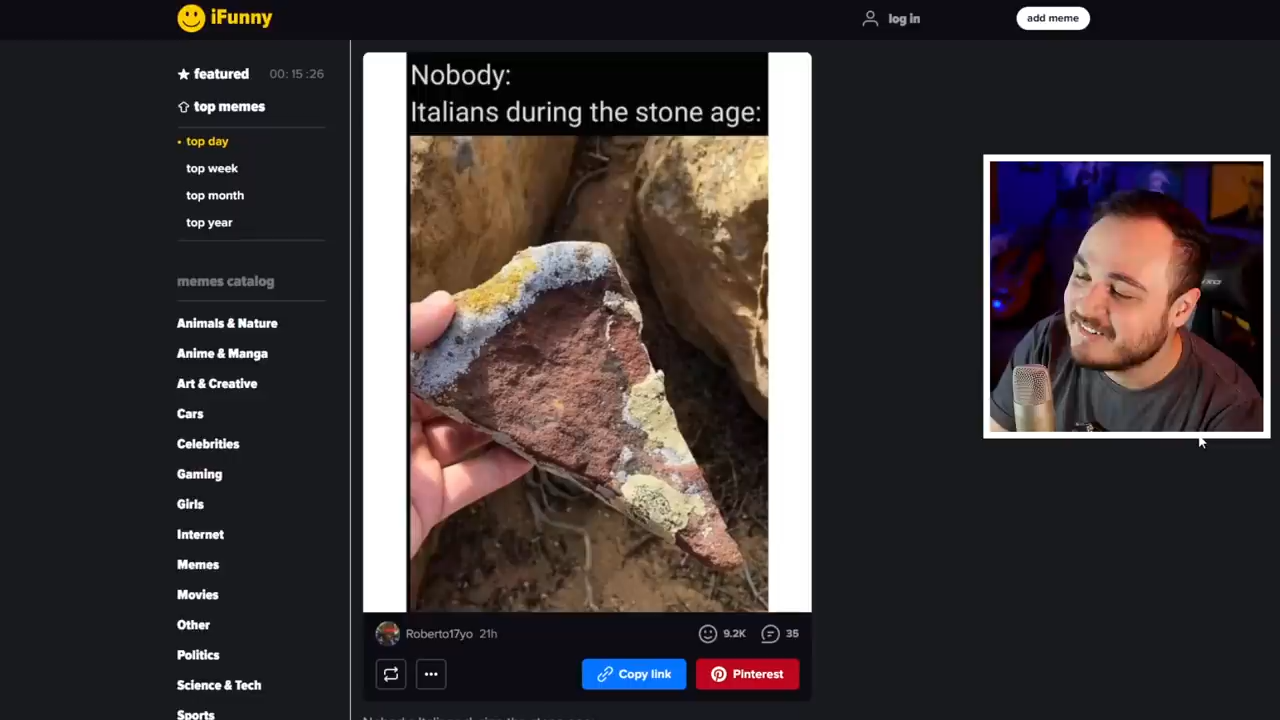 iFunny
log in
add meme
featured 00:15:26
top memes
top day
top week
top month
top year
memes catalog
Animals & Nature
Anime & Manga
Art & Creative
Cars
Celebrities
Gaming
Girls
Internet
Memes
Movies
Other
Politics
Science & Tech
Sports
Nobody:
Italians during the stone age:
Roberto17yo 21h
9.2K 35
Copy link Pinterest